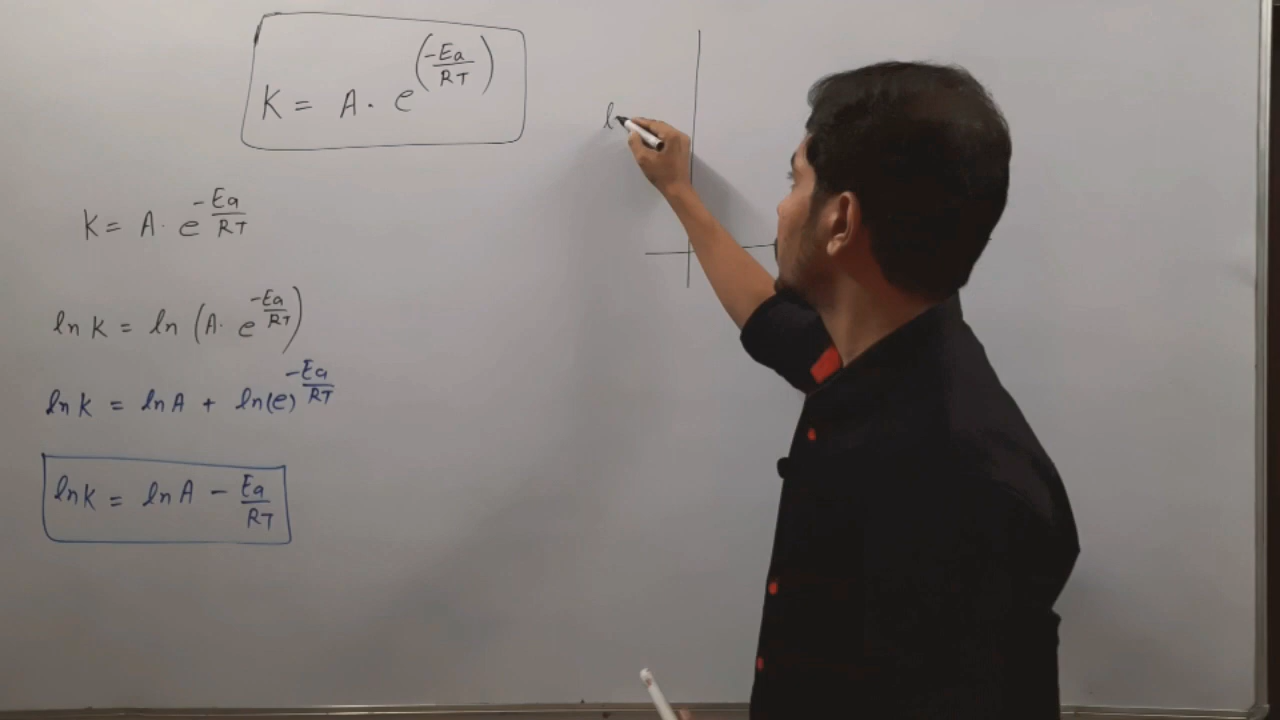 K = A · e^(-Ea/RT)
K = A · e^-Ea/RT
ln K = ln (A · e^-Ea/RT)
ln K = ln A + ln(e)^-Ea/RT
ln K = ln A - Ea/RT
l